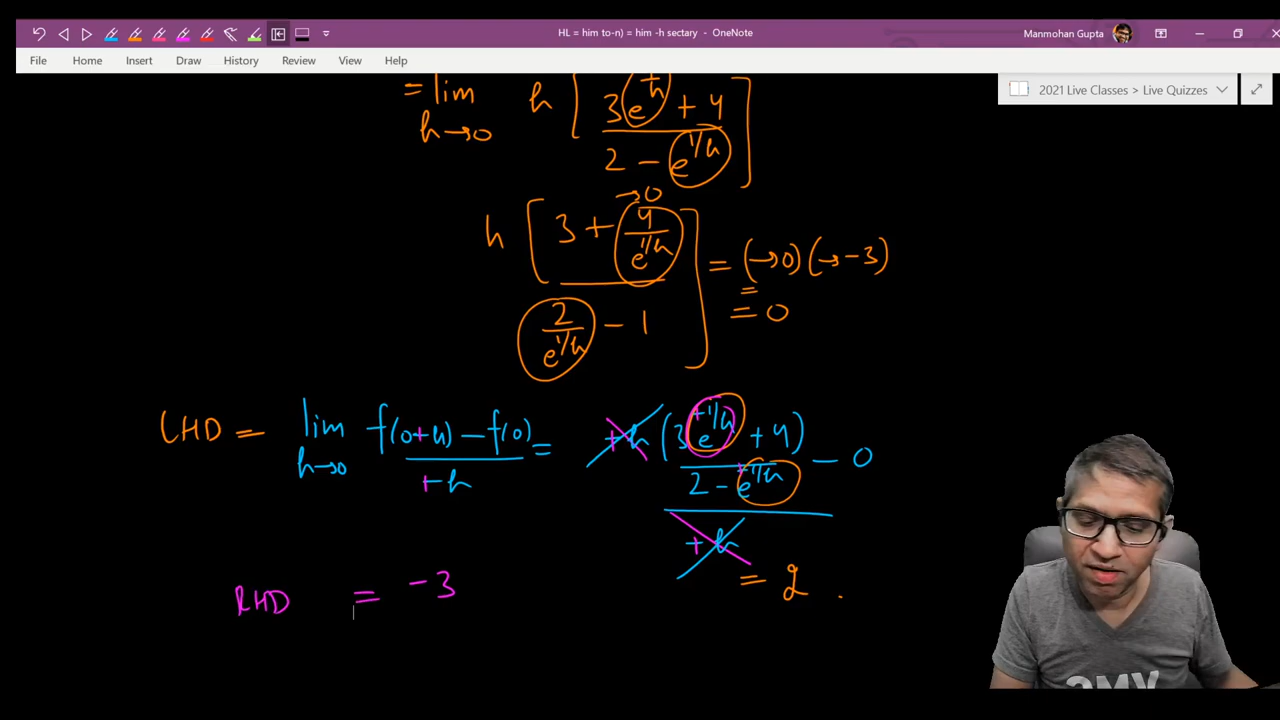 HL = him to-n) = him -h sectary - OneNote
Manmohan Gupta
File Home Insert Draw History Review View Help
2021 Live Classes > Live Quizzes
= lim h→0 h [ (3e^{1/h} + 4) / (2 - e^{1/h}) ]
h [ (3 + 4/e^{1/h}) / (2/e^{1/h} - 1) ] = (→0)(→-3)
→0
= 0
LHD = lim h→0 (f(0+h) - f(0)) / +h = (+h (3e^{+1/h} + 4) / (2 - e^{+1/h}) - 0) / +h
= 2 .
RHD = -3